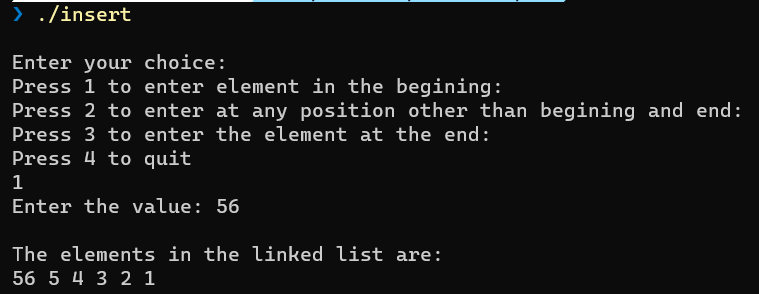 ❯ ./insert
Enter your choice:
Press 1 to enter element in the begining:
Press 2 to enter at any position other than begining and end:
Press 3 to enter the element at the end:
Press 4 to quit
1
Enter the value: 56
The elements in the linked list are:
56 5 4 3 2 1